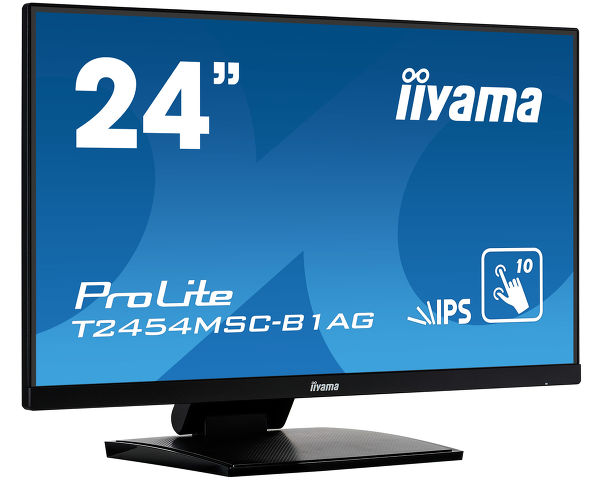 24”
iiyama
ProLite
T2454MSC-B1AG
IPS
10
iiyama